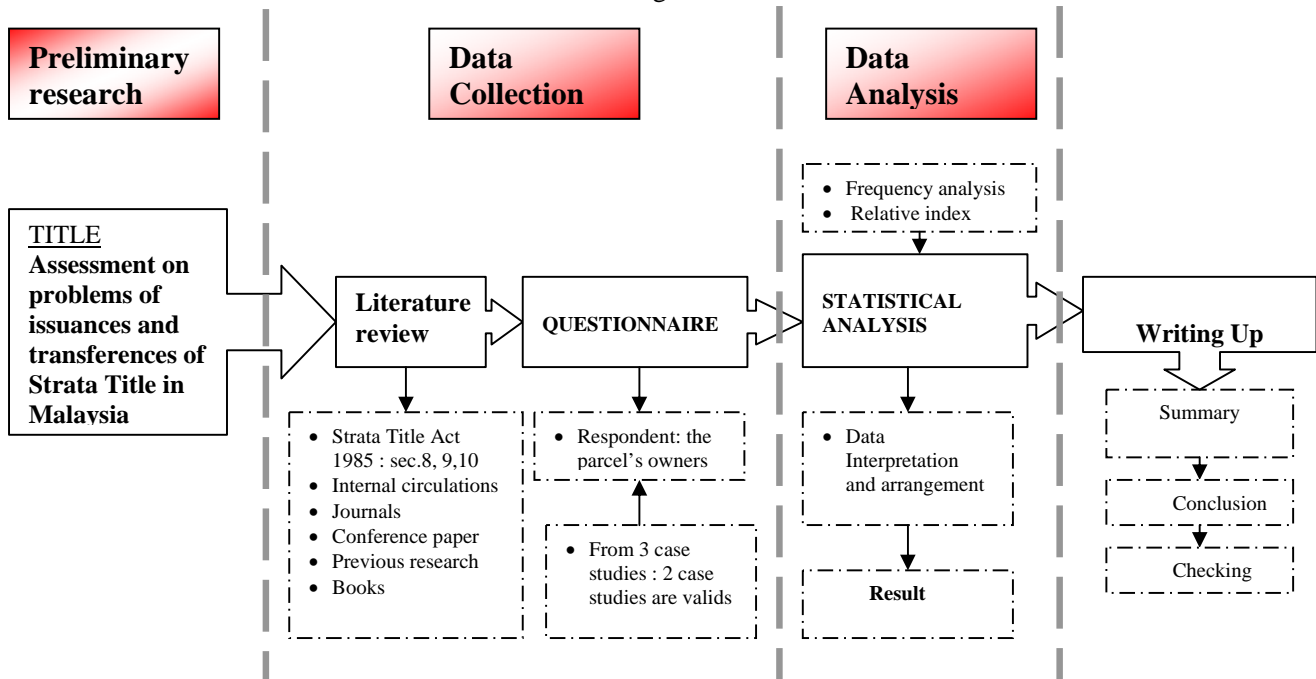 Preliminary
research
Data
Collection
Data
Analysis
TITLE
Assessment on
problems of
issuances and
transferences of
Strata Title in
Malaysia
Literature
review
• Strata Title Act
1985 : sec.8, 9,10
• Internal circulations
• Journals
• Conference paper
• Previous research
• Books
QUESTIONNAIRE
• Respondent: the
parcel's owners
• From 3 case
studies : 2 case
studies are valids
• Frequency analysis
• Relative index
STATISTICAL
ANALYSIS
• Data
Interpretation
and arrangement
Result
Writing Up
Summary
Conclusion
Checking